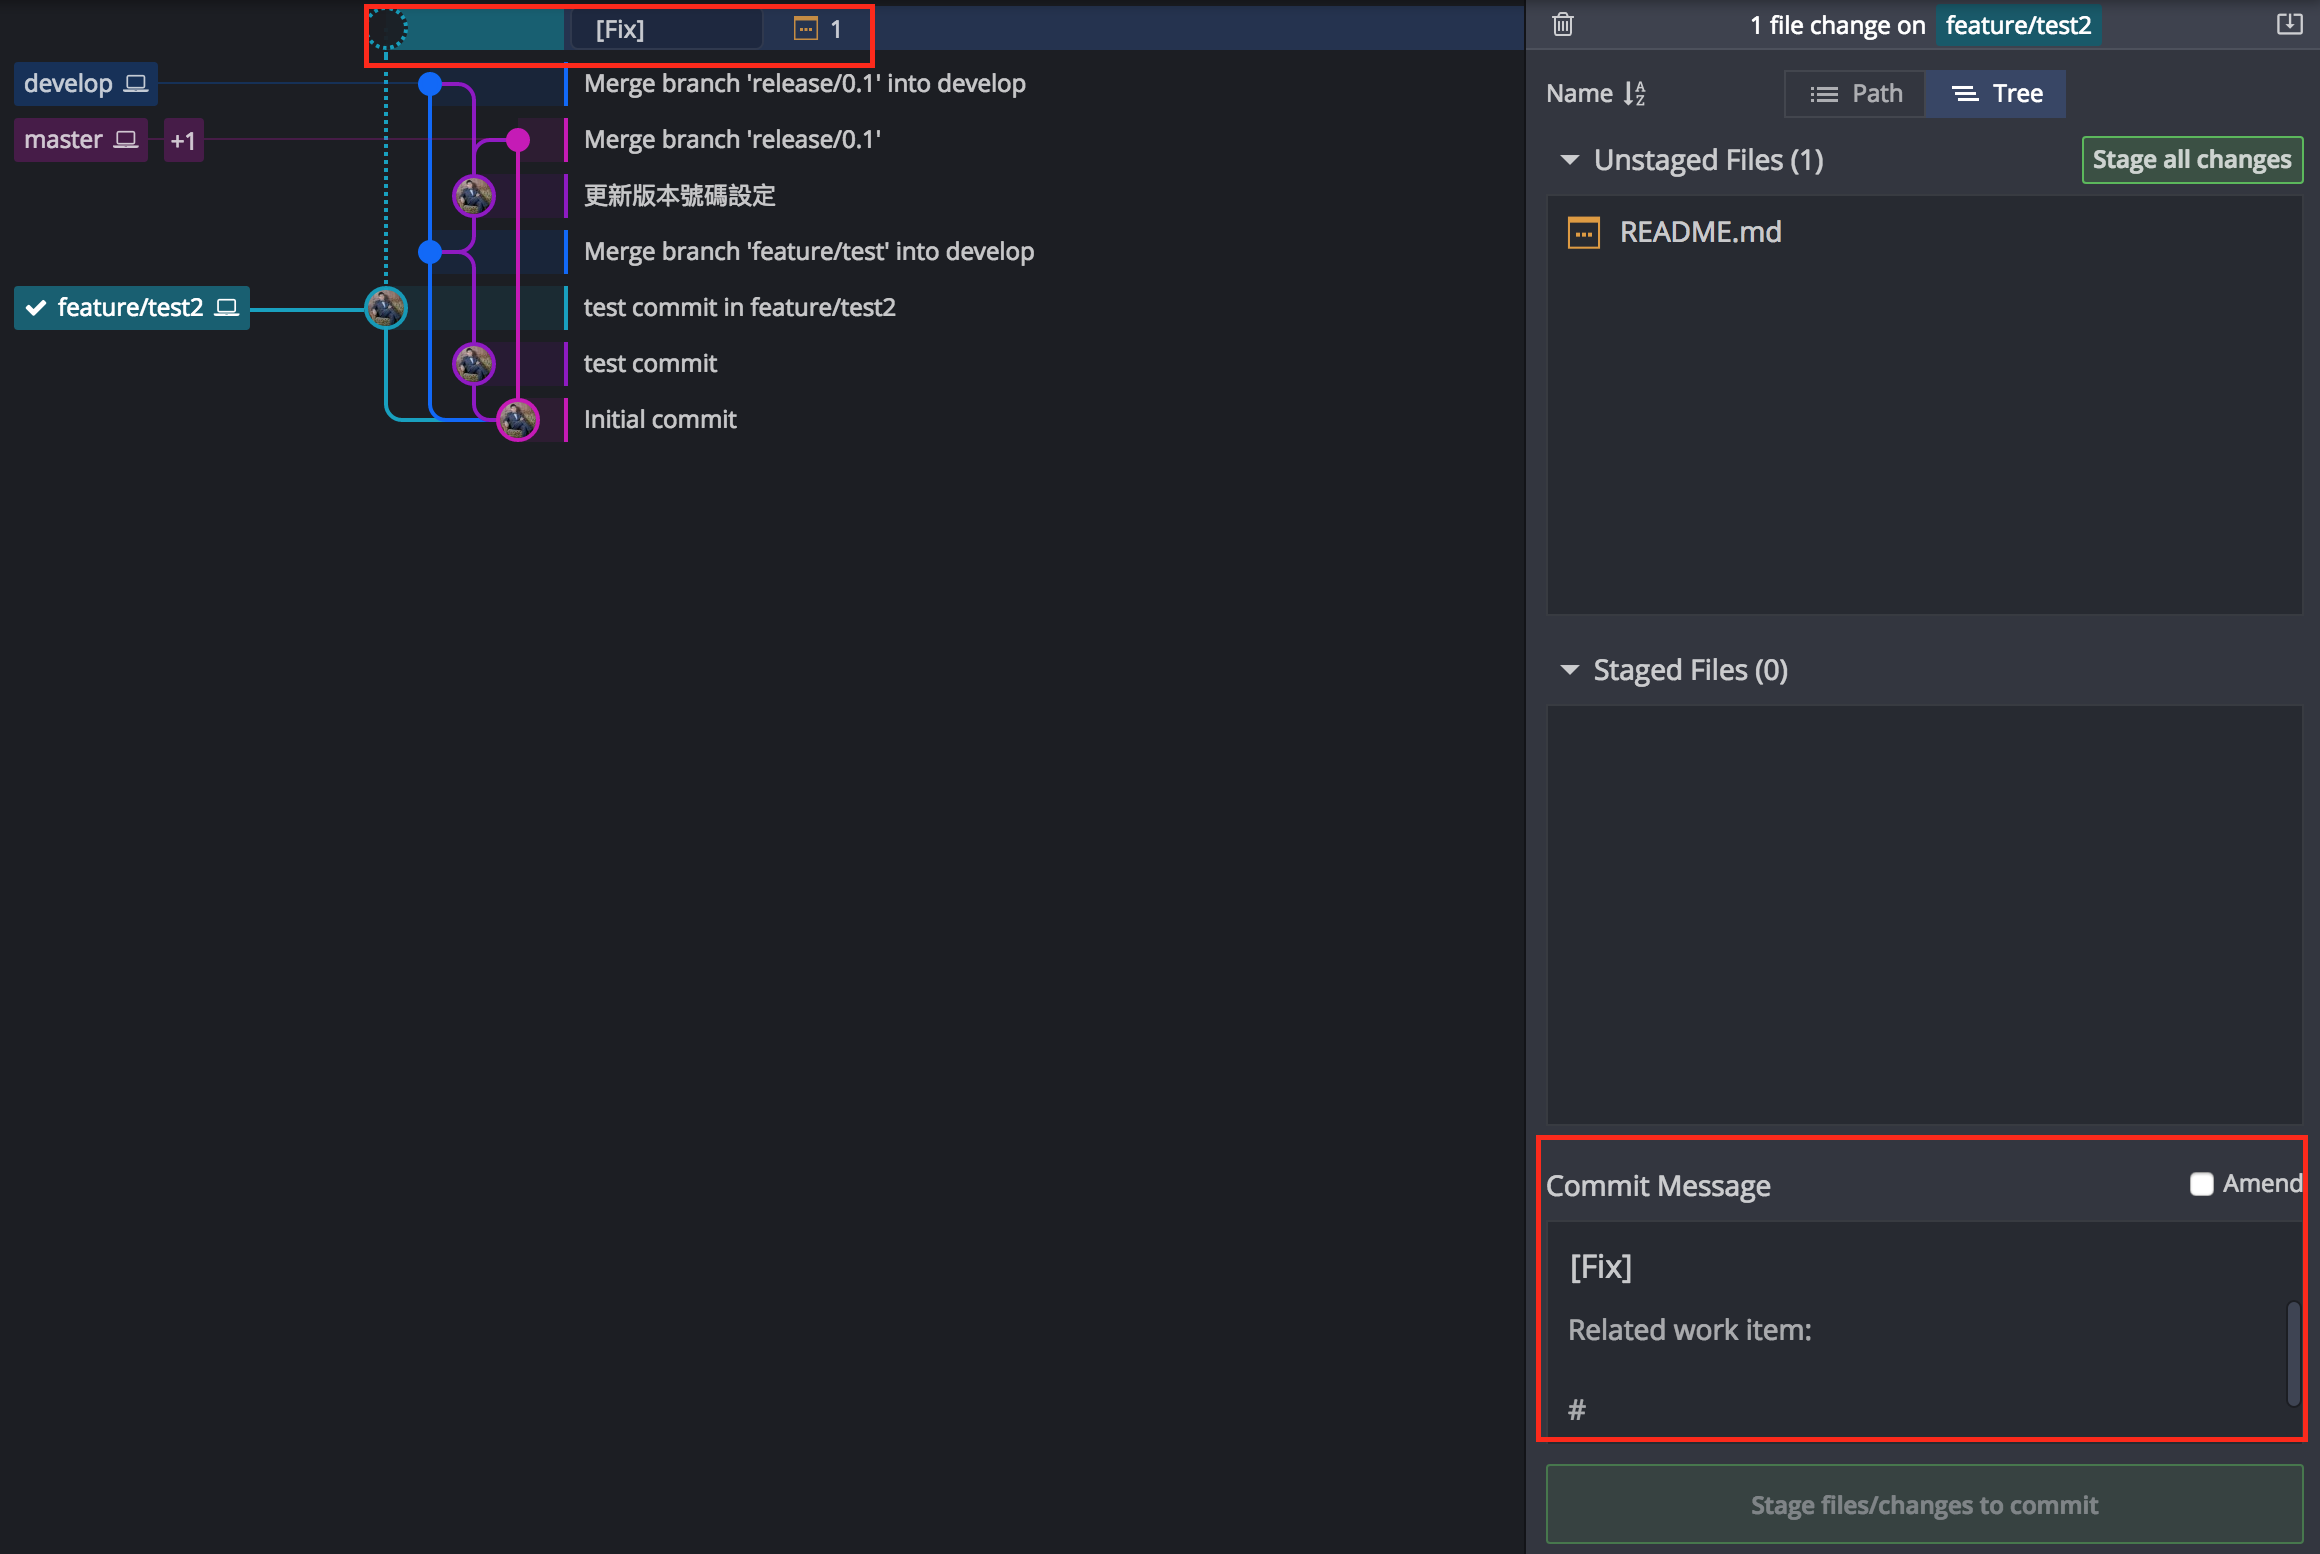 [Fix] 1
develop Merge branch 'release/0.1' into develop
master +1 Merge branch 'release/0.1'
更新版本號碼設定
Merge branch 'feature/test' into develop
feature/test2 test commit in feature/test2
test commit
Initial commit
1 file change on feature/test2
Name Path Tree
Unstaged Files (1) Stage all changes
README.md
Staged Files (0)
Commit Message Amend
[Fix]
Related work item:
#
Stage files/changes to commit